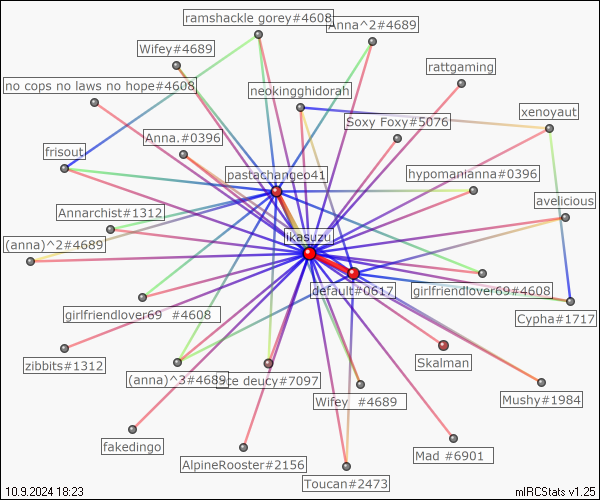 ramshackle gorey#4608
Anna^2#4689
Wifey#4689
rattgaming
no cops no laws no hope#4608
neokingghidorah
xenoyaut
Soxy Foxy#5076
Anna.#0396
frisout
pastachangeo41
hypomanianna#0396
avelicious
Annarchist#1312
ikasuzu
(anna)^2#4689
default#0617
girlfriendlover69#4608
girlfriendlover69 #4608
Cypha#1717
zibbits#1312
Skalman
(anna)^3#4689
ce deucy#7097
Wifey #4689
Mushy#1984
fakedingo
Mad #6901
AlpineRooster#2156
Toucan#2473
10.9.2024 18:23
mIRCStats v1.25